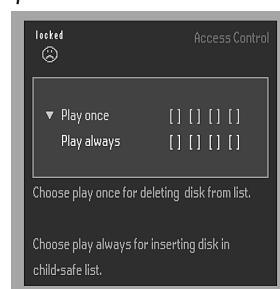 locked
Access Control
▼ Play once [ ] [ ] [ ] [ ]
Play always [ ] [ ] [ ] [ ]
Choose play once for deleting disk from list.
Choose play always for inserting disk in
child-safe list.